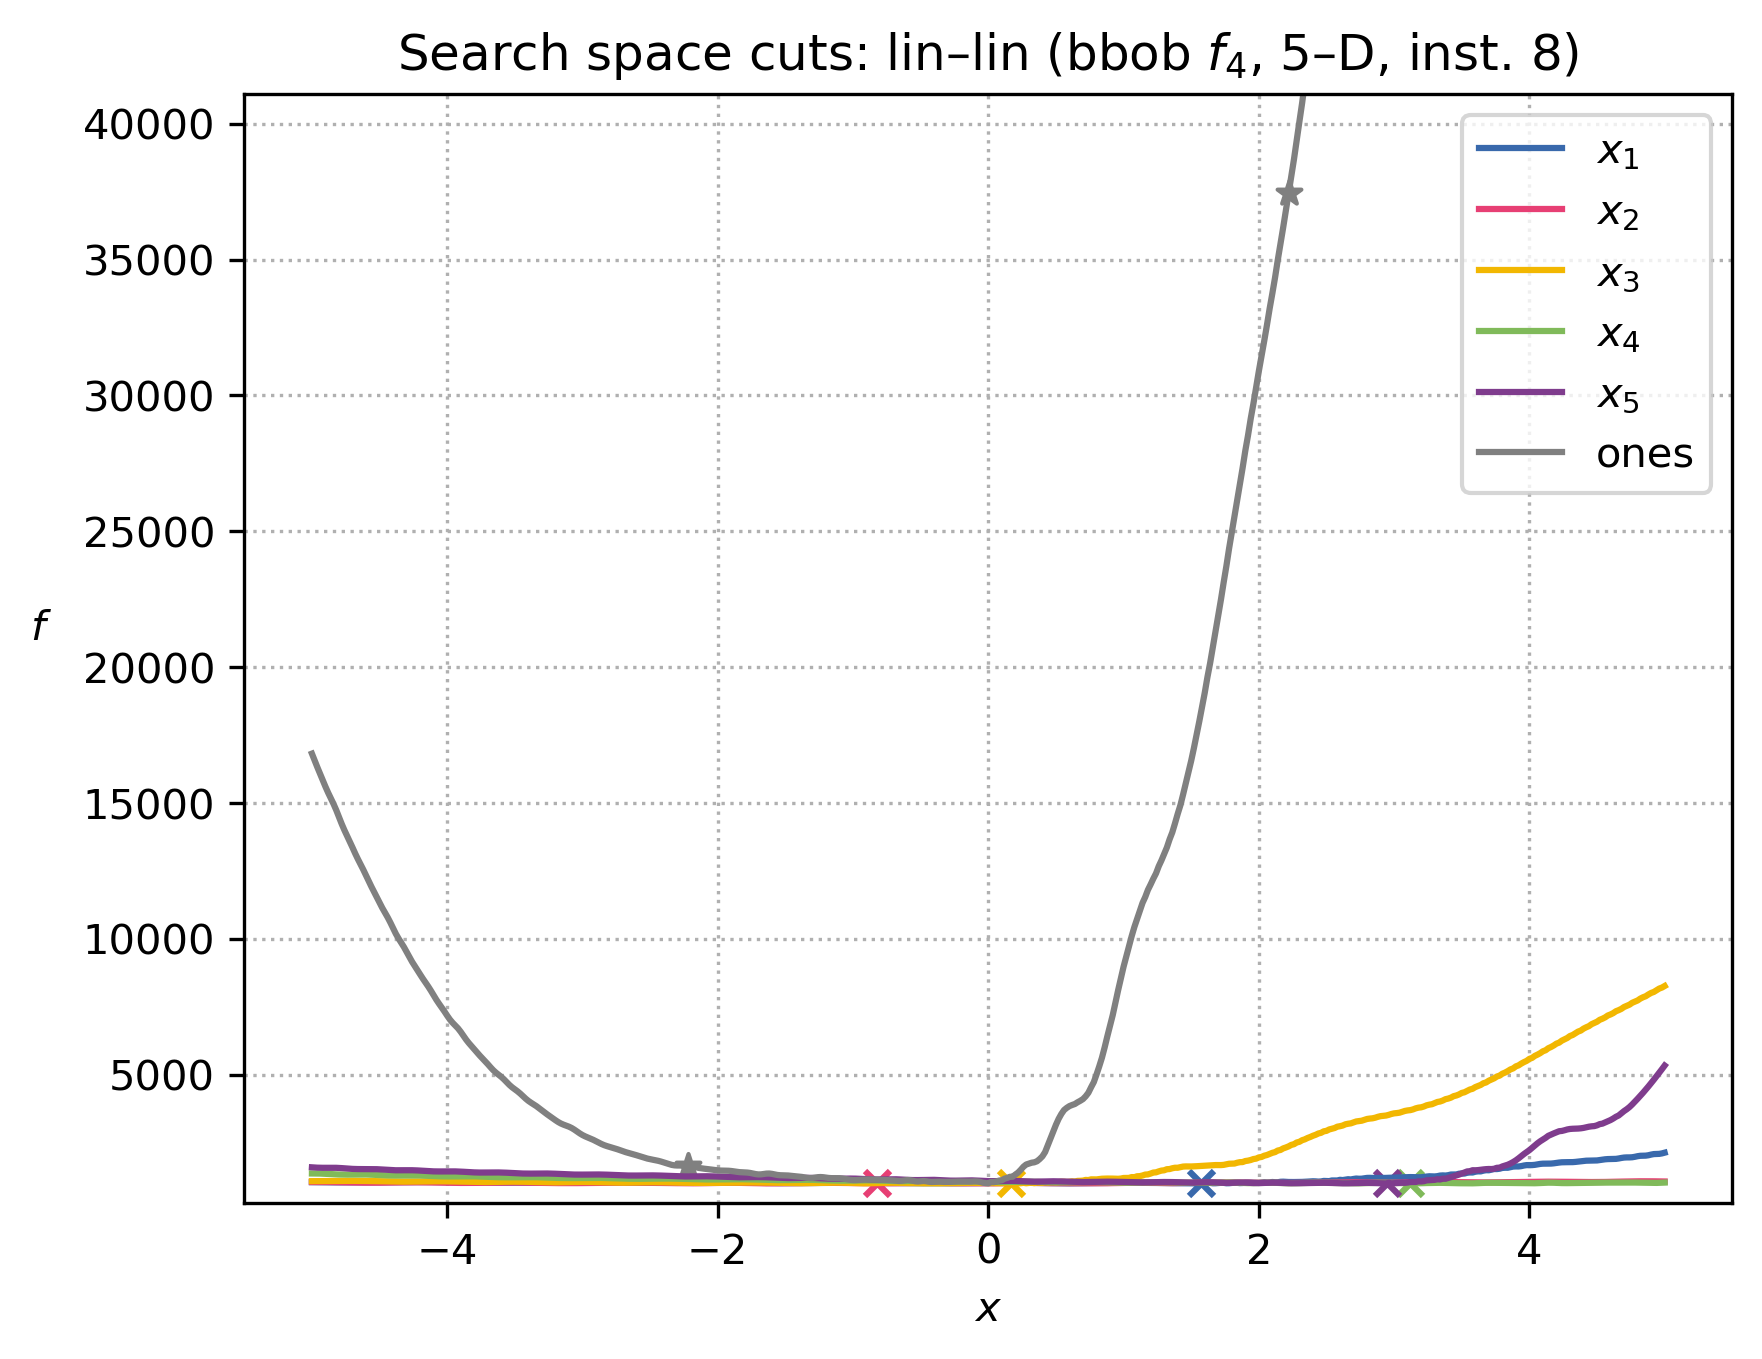 Search space cuts: lin–lin (bbob f₄, 5–D, inst. 8)
40000
35000
30000
25000
20000
15000
10000
5000
f
−4 −2 0 2 4
x
x₁
x₂
x₃
x₄
x₅
ones